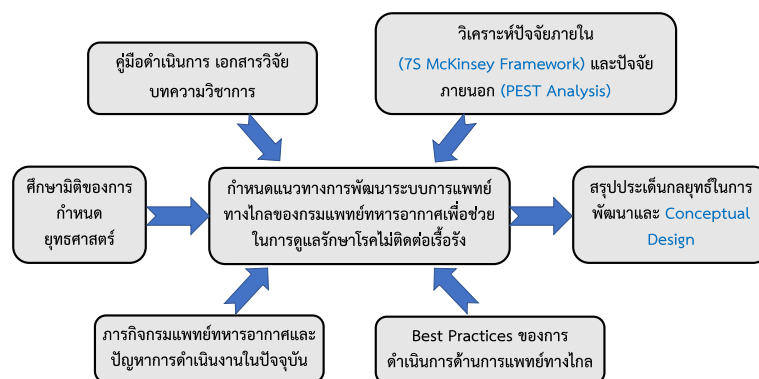 คู่มือดำเนินการ เอกสารวิจัย
บทความวิชาการ
วิเคราะห์ปัจจัยภายใน
(7S McKinsey Framework) และปัจจัย
ภายนอก (PEST Analysis)
ศึกษามิติของการ
กำหนด
ยุทธศาสตร์
กำหนดแนวทางการพัฒนาระบบการแพทย์
ทางไกลของกรมแพทย์ทหารอากาศเพื่อช่วย
ในการดูแลรักษาโรคไม่ติดต่อเรื้อรัง
สรุปประเด็นกลยุทธ์ในการ
พัฒนาและ Conceptual
Design
ภารกิจกรมแพทย์ทหารอากาศและ
ปัญหาการดำเนินงานในปัจจุบัน
Best Practices ของการ
ดำเนินการด้านการแพทย์ทางไกล